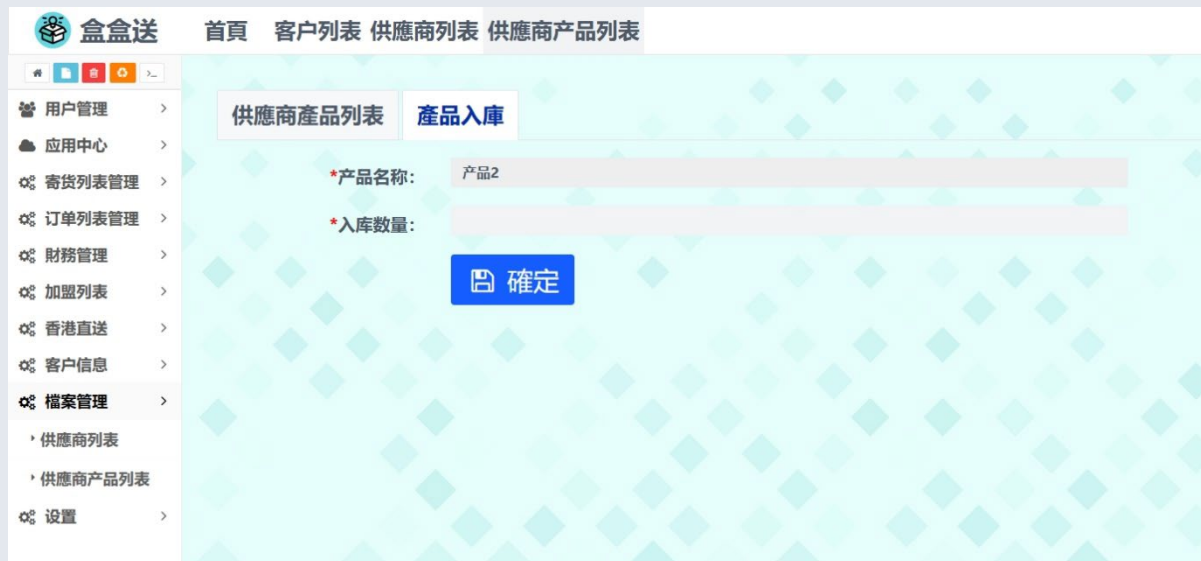 盒盒送 首頁 客户列表 供應商列表 供應商产品列表
用户管理
应用中心
寄货列表管理
订单列表管理
財務管理
加盟列表
香港直送
客户信息
檔案管理
供應商列表
供應商产品列表
设置
供應商產品列表 產品入庫
*产品名称: 产品2
*入库数量:
確定